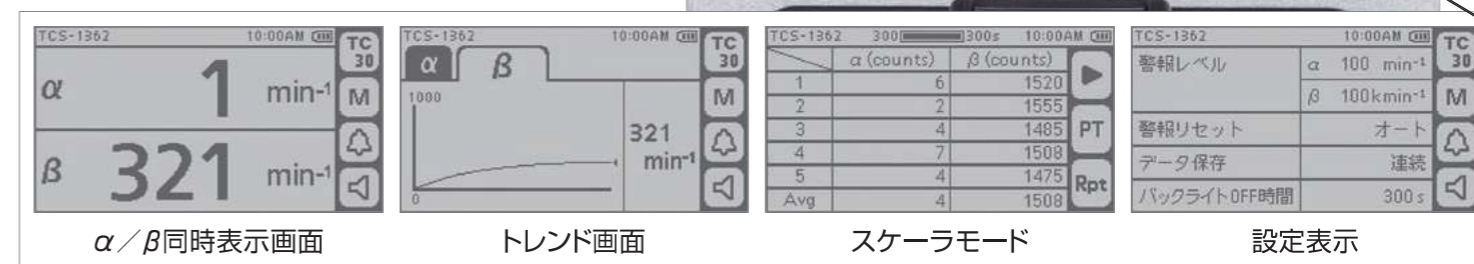 TCS-1362 10:00AM
TC
30
α 1 min-1
M
β 321 min-1
α／β同時表示画面
TCS-1362 10:00AM
TC
30
α β
1000
M
321
min-1
0
トレンド画面
TCS-1362 300 300s 10:00AM
α (counts) β (counts)
1 6 1520
2 2 1555
3 4 1485
PT
4 7 1508
5 4 1475
Rpt
Avg 4 1508
スケーラモード
TCS-1362 10:00AM
TC
30
警報レベル α 100 min-1
β 100kmin-1
M
警報リセット オート
データ保存 連続
バックライトOFF時間 300 s
設定表示